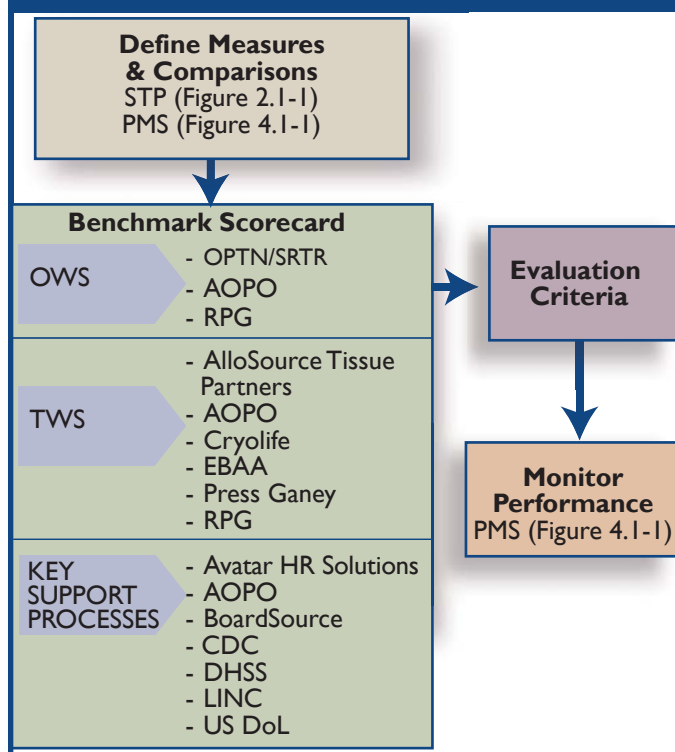 Define Measures
& Comparisons
STP (Figure 2.1-1)
PMS (Figure 4.1-1)
Benchmark Scorecard
OWS
- OPTN/SRTR
- AOPO
- RPG
TWS
- AlloSource Tissue
Partners
- AOPO
- Cryolife
- EBAA
- Press Ganey
- RPG
KEY
SUPPORT
PROCESSES
- Avatar HR Solutions
- AOPO
- BoardSource
- CDC
- DHSS
- LINC
- US DoL
Evaluation
Criteria
Monitor
Performance
PMS (Figure 4.1-1)